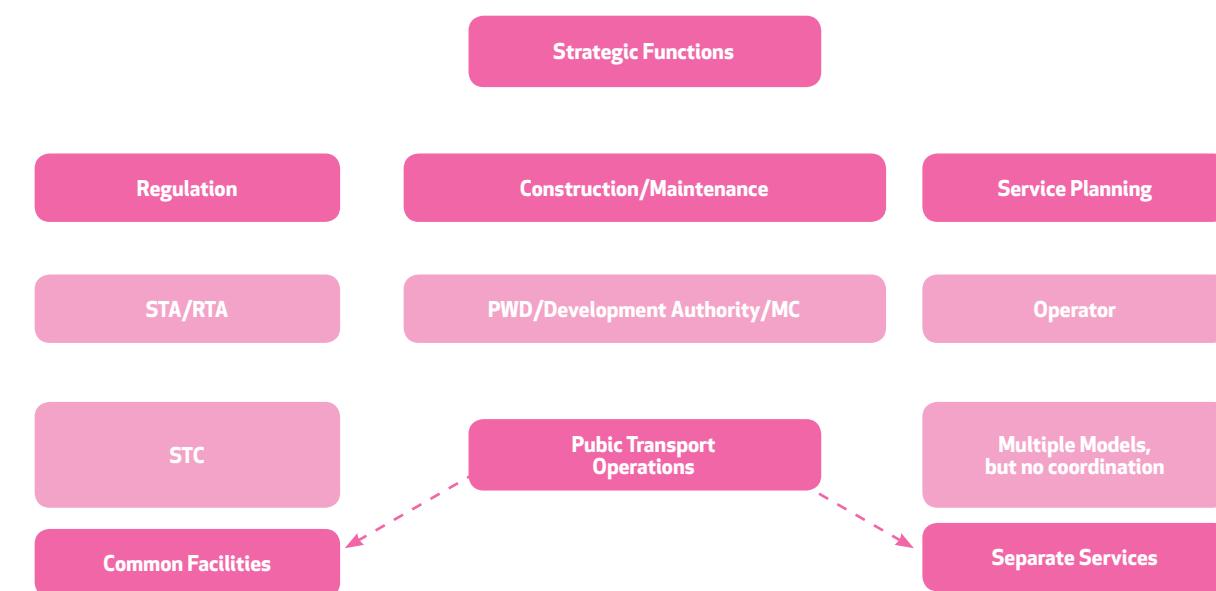 Strategic Functions
Regulation
Construction/Maintenance
Service Planning
STA/RTA
PWD/Development Authority/MC
Operator
STC
Pubic Transport
Operations
Multiple Models,
but no coordination
Common Facilities
Separate Services